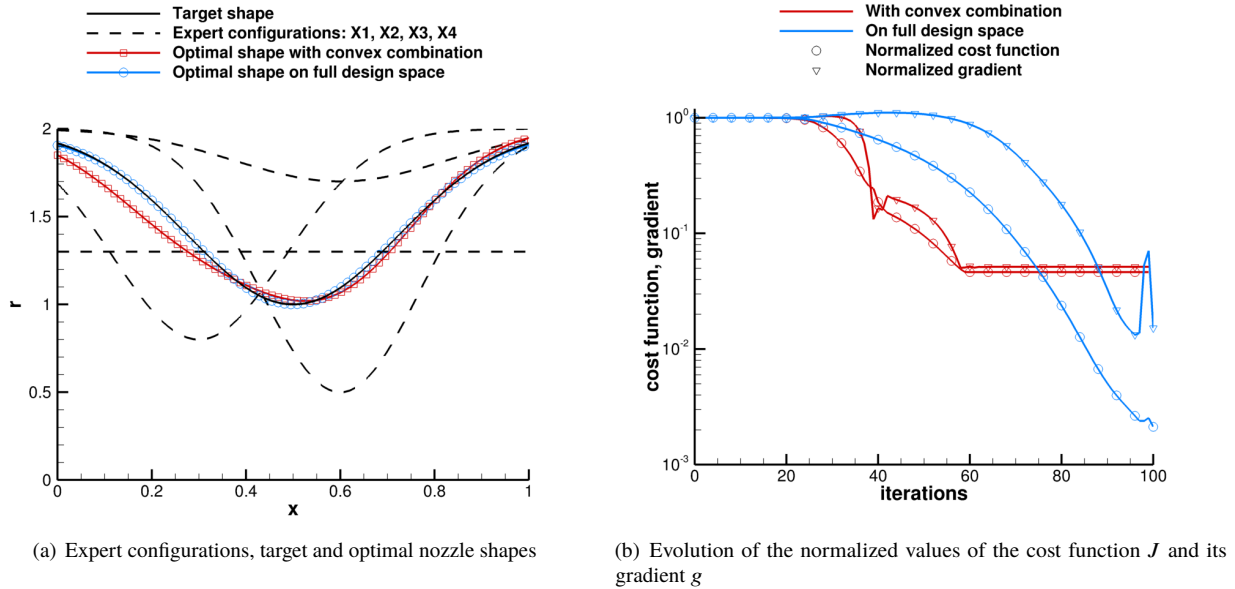 Target shape
Expert configurations: X1, X2, X3, X4
Optimal shape with convex combination
Optimal shape on full design space
2
1.5
1
0.5
0
r
0
0.2
0.4
0.6
0.8
1
x
(a) Expert configurations, target and optimal nozzle shapes
With convex combination
On full design space
Normalized cost function
Normalized gradient
10^0
10^-1
10^-2
10^-3
cost function, gradient
0
20
40
60
80
100
iterations
(b) Evolution of the normalized values of the cost function J and its
gradient g